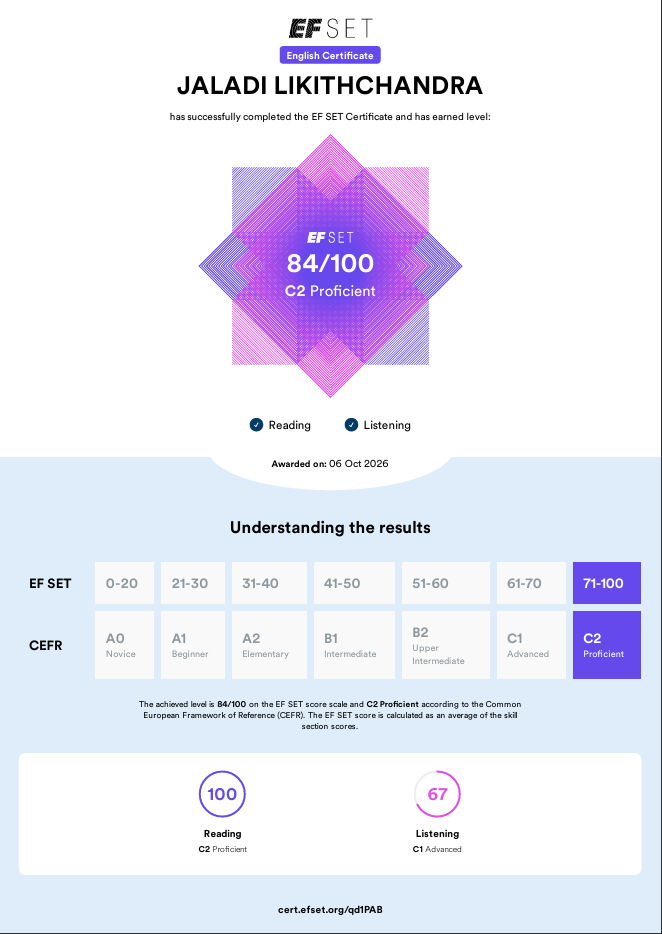 EF SET
English Certificate
JALADI LIKITHCHANDRA
has successfully completed the EF SET Certificate and has earned level:
EF SET
84/100
C2 Proficient
Reading Listening
Awarded on: 06 Oct 2026
Understanding the results
EF SET 0-20 21-30 31-40 41-50 51-60 61-70 71-100
CEFR
A0 Novice
A1 Beginner
A2 Elementary
B1 Intermediate
B2 Upper Intermediate
C1 Advanced
C2 Proficient
The achieved level is 84/100 on the EF SET score scale and C2 Proficient according to the Common
European Framework of Reference (CEFR). The EF SET score is calculated as an average of the skill
section scores.
100
Reading
C2 Proficient
67
Listening
C1 Advanced
cert.efset.org/qd1PAB